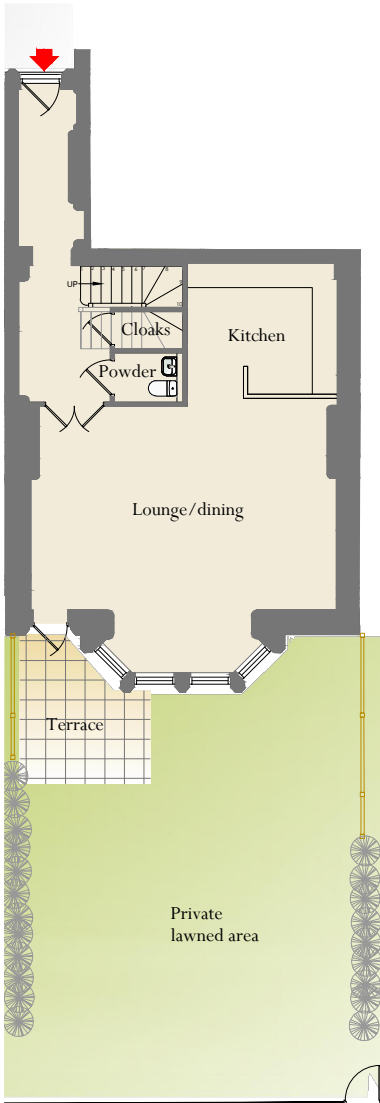 UP
Cloaks
Kitchen
Powder
Lounge/dining
Terrace
Private
lawned area